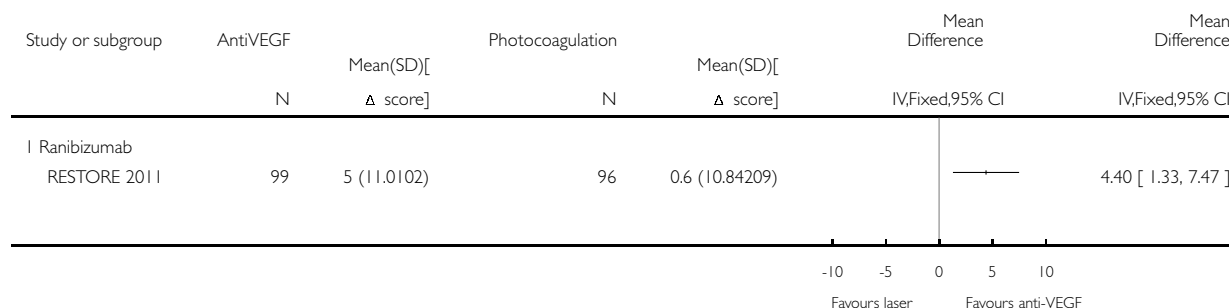 Mean Mean
Study or subgroup AntiVEGF Photocoagulation Difference Difference
Mean(SD)[ Mean(SD)[
N Δ score] N Δ score] IV,Fixed,95% CI IV,Fixed,95% CI
1 Ranibizumab
RESTORE 2011 99 5 (11.0102) 96 0.6 (10.84209) 4.40 [ 1.33, 7.47 ]
-10 -5 0 5 10
Favours laser Favours anti-VEGF